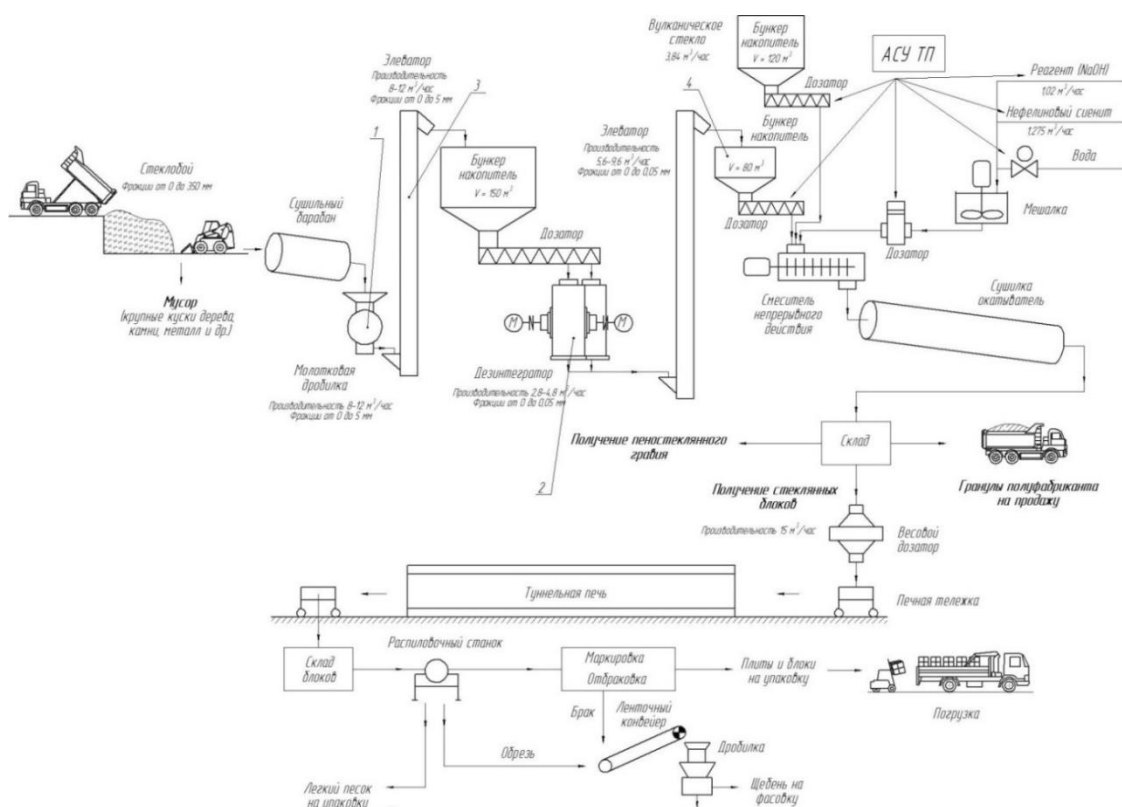 Стеклобой
Фракции от 0 до 350 мм
Мусор
(крупные куски дерева,
камни, металл и др.)
Сушильный
барабан
1
Молотковая
дробилка
Производительность 8-12 м³/час
Фракции от 0 до 5 мм
Элеватор
Производительность
8-12 м³/час
Фракции от 0 до 5 мм
3
Бункер
накопитель
V = 150 м³
Дозатор
М
М
Дезинтегратор
Производительность 2,8-4,8 м³/час
Фракции от 0 до 0,05 мм
2
Элеватор
Производительность
5,6-9,6 м³/час
Фракции от 0 до 0,05 мм
4
Вулканическое
стекло
3,84 м³/час
Бункер
накопитель
V = 120 м³
Дозатор
Бункер
накопитель
V = 80 м³
Дозатор
АСУ ТП
Реагент (NaOH)
1,02 м³/час
Нефелиновый сиенит
1,275 м³/час
Вода
Мешалка
Дозатор
Смеситель
непрерывного
действия
Сушилка
окатыватель
Склад
Получение пеностеклянного
гравия
Гранулы полуфабриканта
на продажу
Получение стеклянных
блоков
Производительность 15 м³/час
Весовой
дозатор
Печная тележка
Туннельная печь
Склад
блоков
Распиловочный станок
Маркировка
Отбраковка
Плиты и блоки
на упаковку
Погрузка
Брак
Ленточный
конвейер
Обрезь
Дробилка
Легкий песок
на упаковки
Щебень на
фасовку